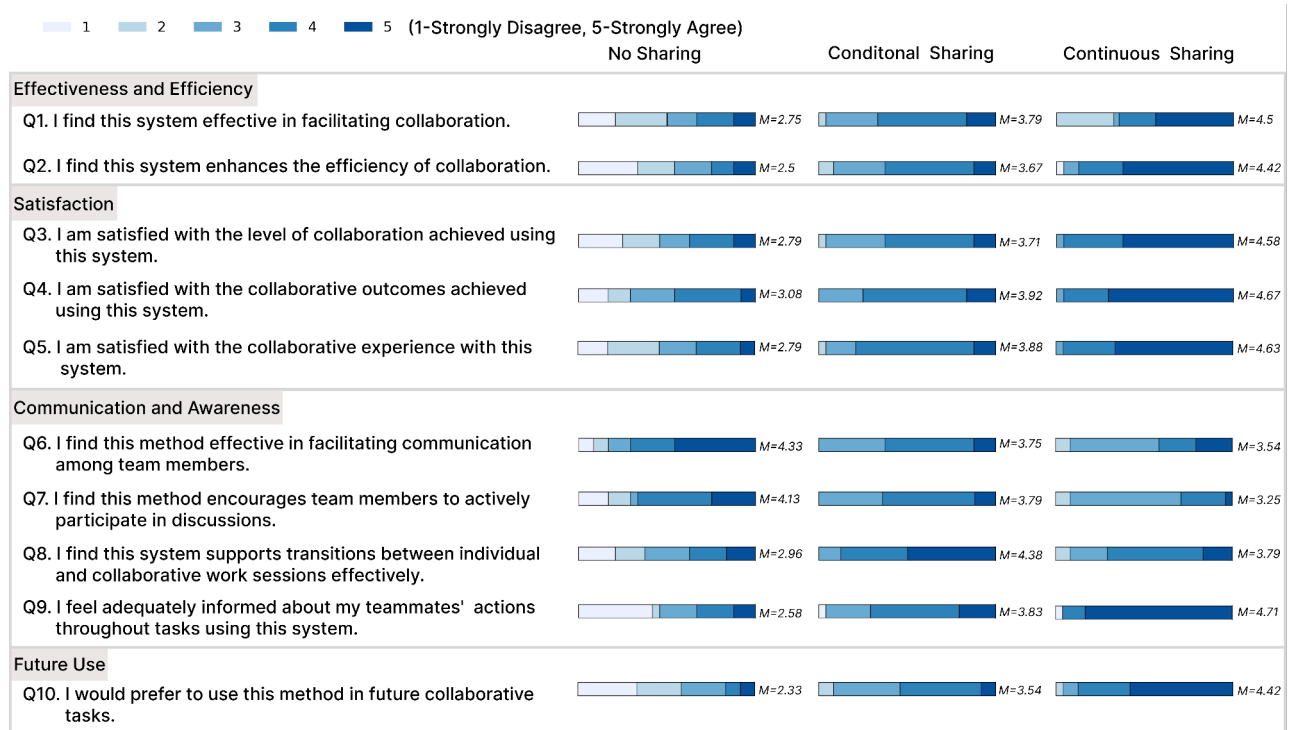 1 2 3 4 5 (1-Strongly Disagree, 5-Strongly Agree)
No Sharing Conditonal Sharing Continuous Sharing
Effectiveness and Efficiency
Q1. I find this system effective in facilitating collaboration. M=2.75 M=3.79 M=4.5
Q2. I find this system enhances the efficiency of collaboration. M=2.5 M=3.67 M=4.42
Satisfaction
Q3. I am satisfied with the level of collaboration achieved using
this system.
M=2.79 M=3.71 M=4.58
Q4. I am satisfied with the collaborative outcomes achieved
using this system.
M=3.08 M=3.92 M=4.67
Q5. I am satisfied with the collaborative experience with this
system.
M=2.79 M=3.88 M=4.63
Communication and Awareness
Q6. I find this method effective in facilitating communication
among team members.
M=4.33 M=3.75 M=3.54
Q7. I find this method encourages team members to actively
participate in discussions.
M=4.13 M=3.79 M=3.25
Q8. I find this system supports transitions between individual
and collaborative work sessions effectively.
M=2.96 M=4.38 M=3.79
Q9. I feel adequately informed about my teammates' actions
throughout tasks using this system.
M=2.58 M=3.83 M=4.71
Future Use
Q10. I would prefer to use this method in future collaborative
tasks.
M=2.33 M=3.54 M=4.42